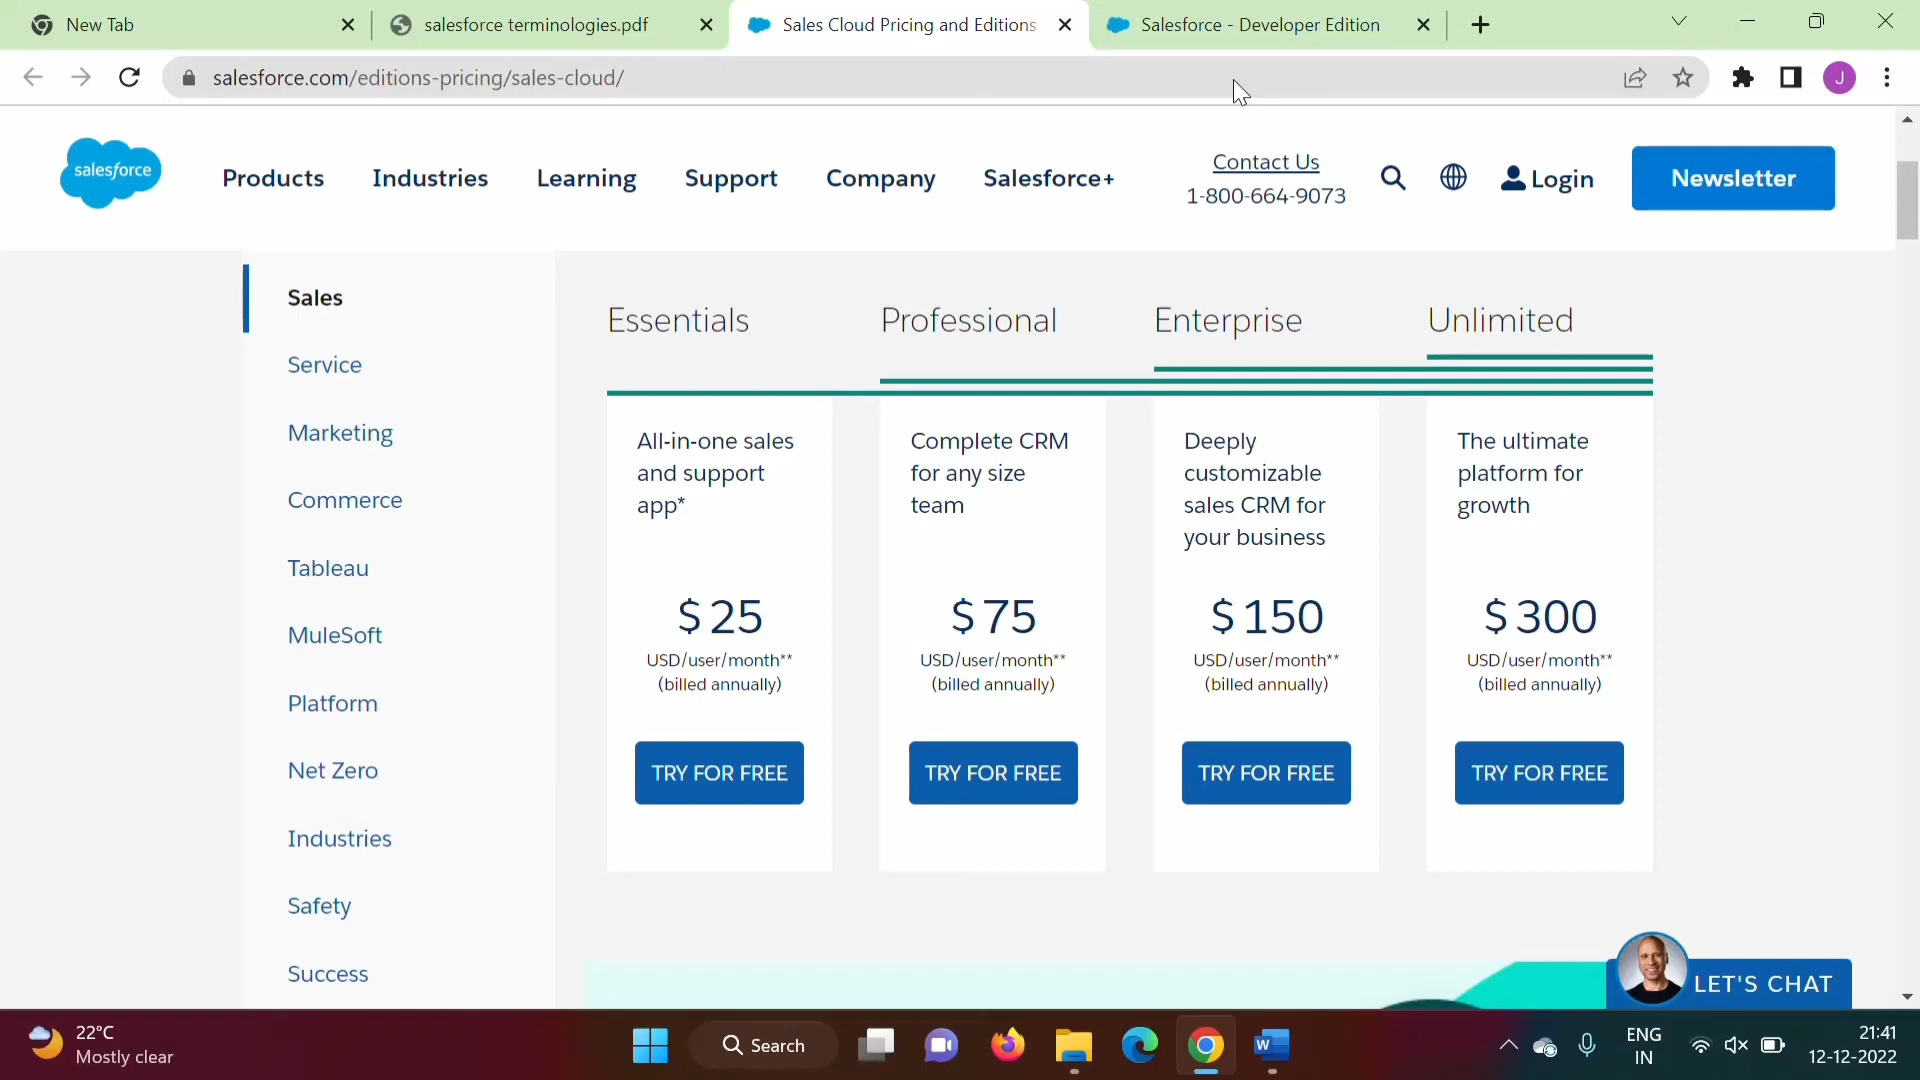 New Tab
salesforce terminologies.pdf
Sales Cloud Pricing and Editions
Salesforce - Developer Edition
salesforce.com/editions-pricing/sales-cloud/
J
salesforce
Products
Industries
Learning
Support
Company
Salesforce+
Contact Us
1-800-664-9073
Login
Newsletter
Sales
Service
Marketing
Commerce
Tableau
MuleSoft
Platform
Net Zero
Industries
Safety
Success
Essentials
All-in-one sales
and support
app*
$25
USD/user/month**
(billed annually)
TRY FOR FREE
Professional
Complete CRM
for any size
team
$75
USD/user/month**
(billed annually)
TRY FOR FREE
Enterprise
Deeply
customizable
sales CRM for
your business
$150
USD/user/month**
(billed annually)
TRY FOR FREE
Unlimited
The ultimate
platform for
growth
$300
USD/user/month**
(billed annually)
TRY FOR FREE
LET'S CHAT
22°C
Mostly clear
Search
W
ENG
IN
21:41
12-12-2022